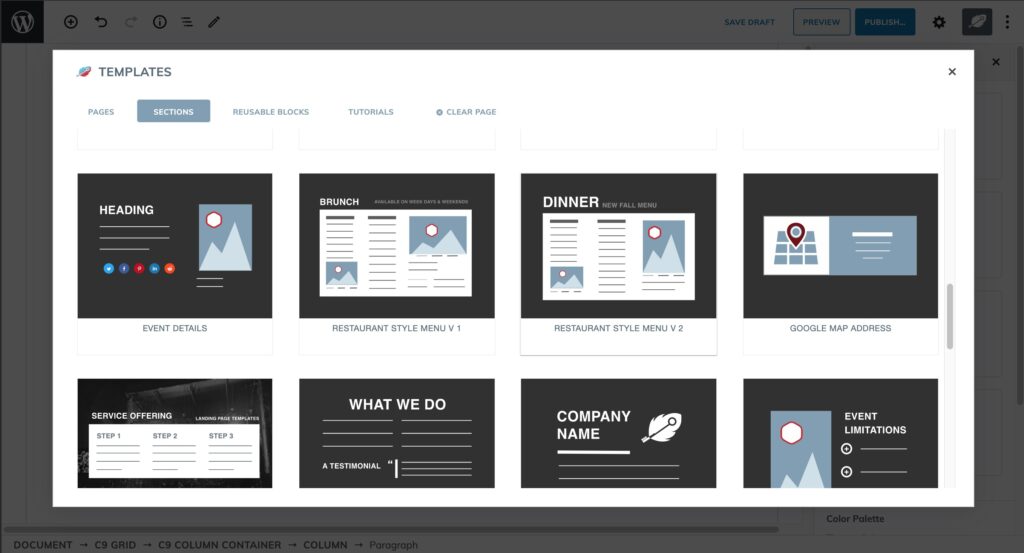 SAVE DRAFT
PREVIEW
PUBLISH...
TEMPLATES
PAGES
SECTIONS
REUSABLE BLOCKS
TUTORIALS
CLEAR PAGE
HEADING
EVENT DETAILS
BRUNCH
AVAILABLE ON WEEK DAYS & WEEKENDS
RESTAURANT STYLE MENU V 1
DINNER NEW FALL MENU
RESTAURANT STYLE MENU V 2
GOOGLE MAP ADDRESS
SERVICE OFFERING
LANDING PAGE TEMPLATES
STEP 1
STEP 2
STEP 3
WHAT WE DO
A TESTIMONIAL “
COMPANY
NAME
EVENT
LIMITATIONS
Color Palette
DOCUMENT → C9 GRID → C9 COLUMN CONTAINER → COLUMN → Paragraph